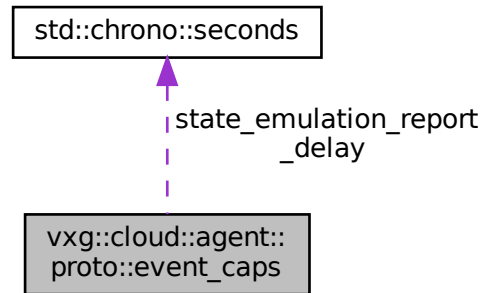 std::chrono::seconds
state_emulation_report
_delay
vxg::cloud::agent::
proto::event_caps